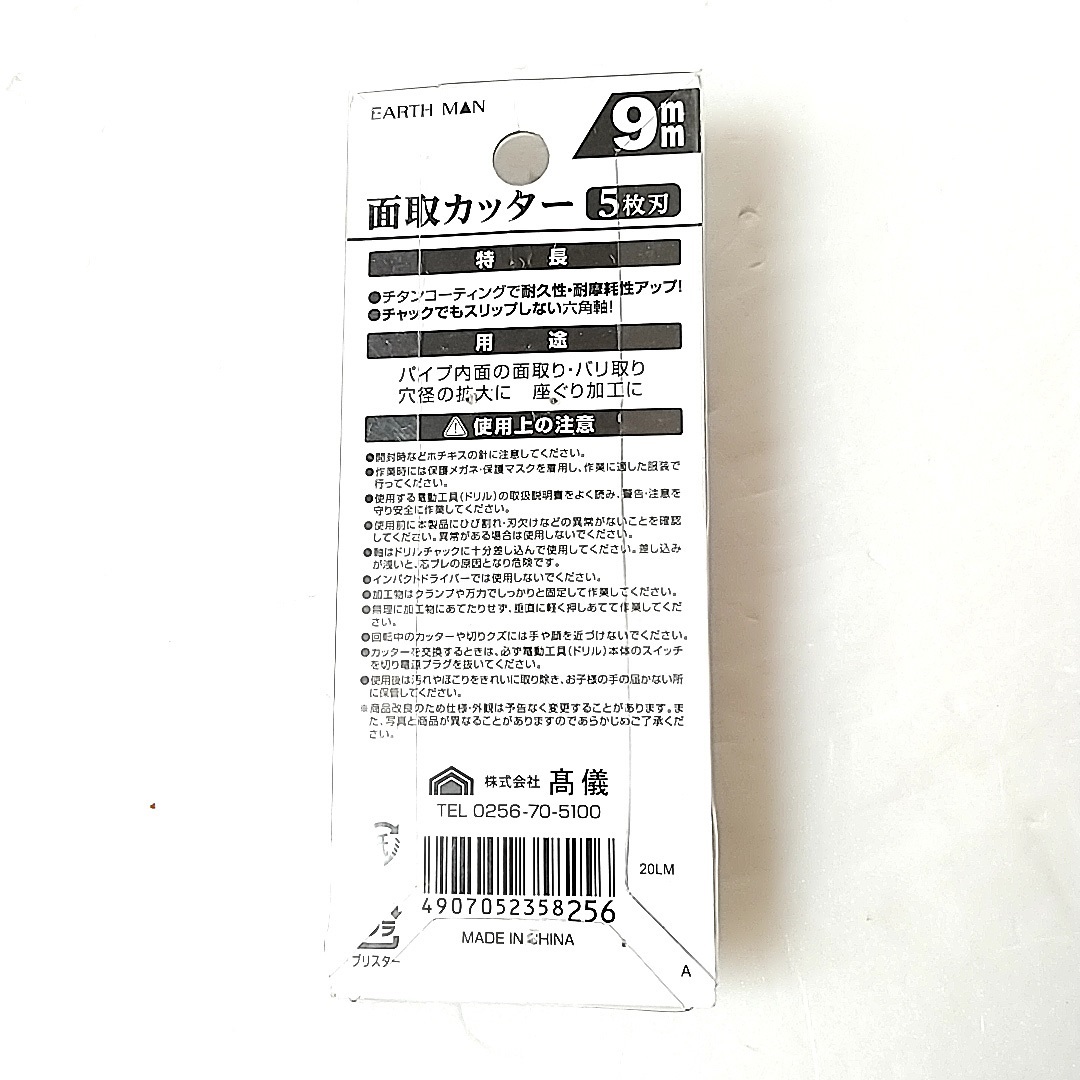 EARTH MAN
9mm
面取カッター 5枚刃
特長
●チタンコーティングで耐久性・耐摩耗性アップ!
●チャックでもスリップしない六角軸!
用途
パイプ内面の面取り・バリ取り
穴径の拡大に 座ぐり加工に
⚠使用上の注意
●開封時などホチキスの針に注意してください。
●作業時には保護メガネ・保護マスクを着用し、作業に適した服装で
行ってください。
●使用する電動工具(ドリル)の取扱説明書をよく読み、警告・注意を
守り安全に作業してください。
●使用前に本製品にひび割れ・刃欠けなどの異常がないことを確認
してください。異常がある場合は使用しないでください。
●軸はドリルチャックに十分差し込んで使用してください。差し込み
が浅いと、芯ブレの原因となり危険です。
●インパクトドライバーでは使用しないでください。
●加工物はクランプや万力でしっかりと固定して作業してください。
●無理に加工物にあてたりせず、垂直に軽く押しあてて作業してくだ
さい。
●回転中のカッターや切りクズには手や顔を近づけないでください。
●カッターを交換するときは、必ず電動工具(ドリル)本体のスイッチ
を切り電源プラグを抜いてください。
●使用後は汚れやほこりをきれいに取り除き、お子様の手の届かない所
に保管してください。
※商品改良のため仕様・外観は予告なく変更することがあります。ま
た、写真と商品が異なることがありますのであらかじめご了承くだ
さい。
株式会社 髙儀
TEL 0256-70-5100
20LM
4907052358256
MADE IN CHINA
プラ
ブリスター
A